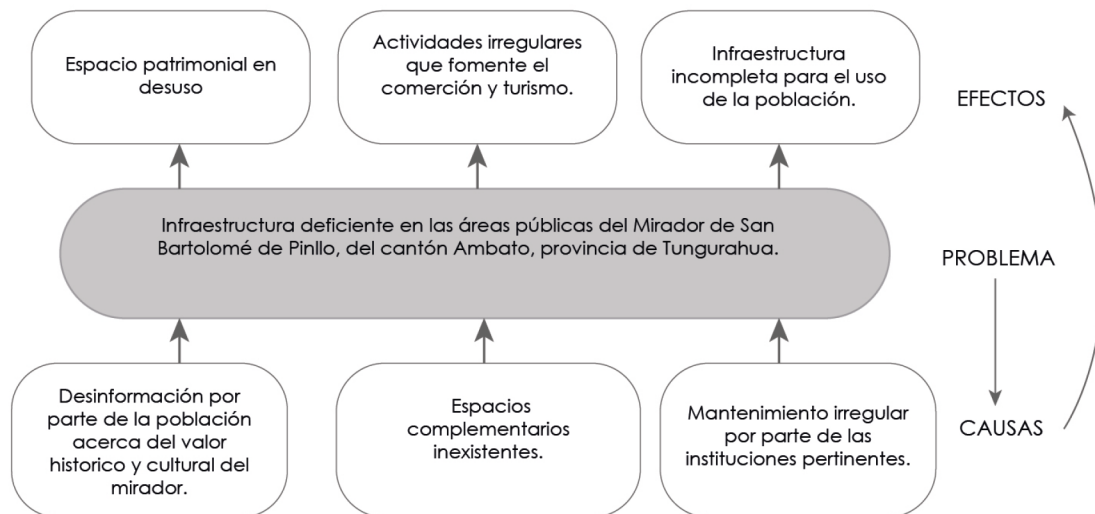 Espacio patrimonial en
desuso
Actividades irregulares
que fomente el
comerción y turismo.
Infraestructura
incompleta para el uso
de la población.
EFECTOS
Infraestructura deficiente en las áreas públicas del Mirador de San
Bartolomé de Pinllo, del cantón Ambato, provincia de Tungurahua.
PROBLEMA
Desinformación por
parte de la población
acerca del valor
historico y cultural del
mirador.
Espacios
complementarios
inexistentes.
Mantenimiento irregular
por parte de las
instituciones pertinentes.
CAUSAS